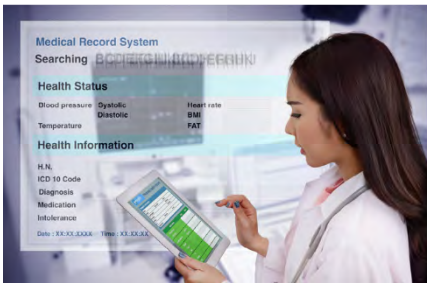 Medical Record System
Searching
Health Status
Blood pressure Systolic Heart rate
Diastolic BMI
Temparature FAT
Health Information
H.N.
ICD 10 Code
Diagnosis
Medication
Intolerance
Date : XX:XX.XXXX Time : XX:XX:XX